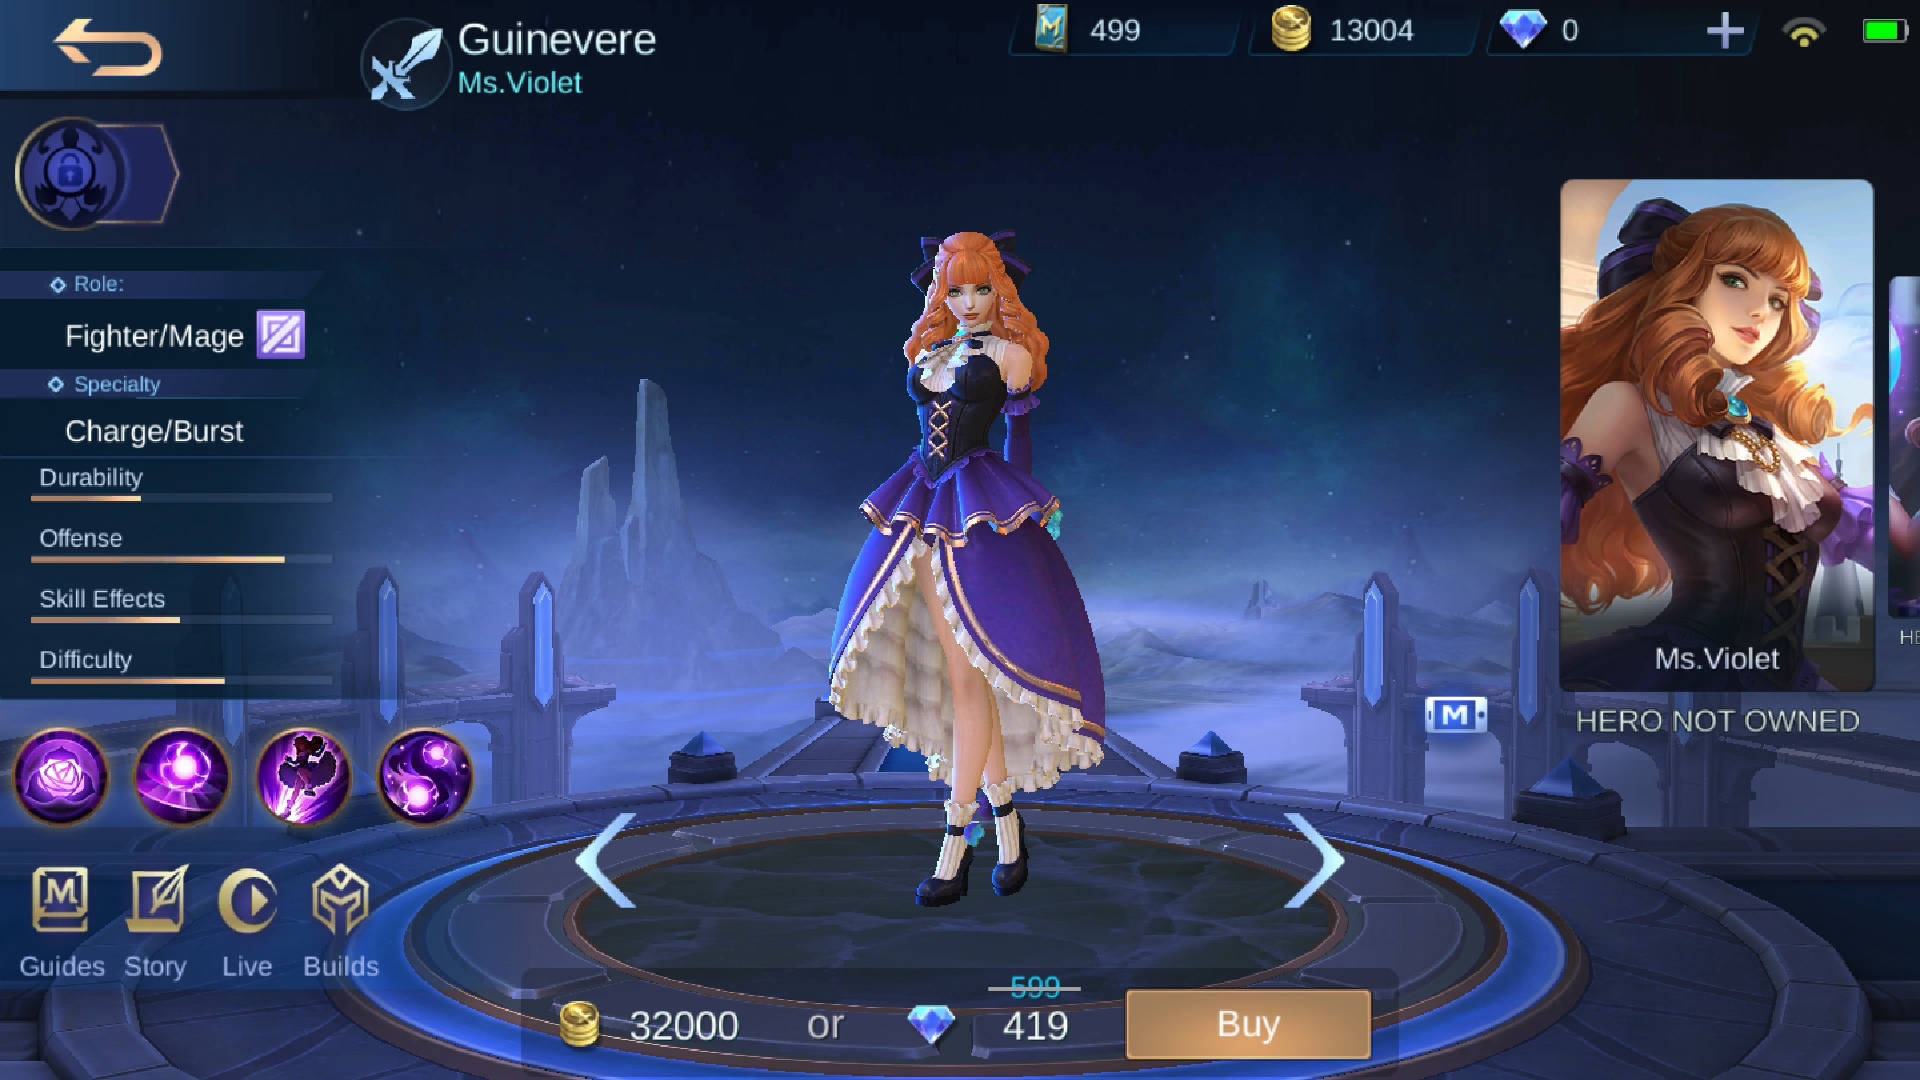 Guinevere
Ms.Violet
499
13004
0
Role:
Fighter/Mage
Specialty
Charge/Burst
Durability
Offense
Skill Effects
Difficulty
Guides
Story
Live
Builds
Ms.Violet
M
HERO NOT OWNED
599
32000 or 419
Buy